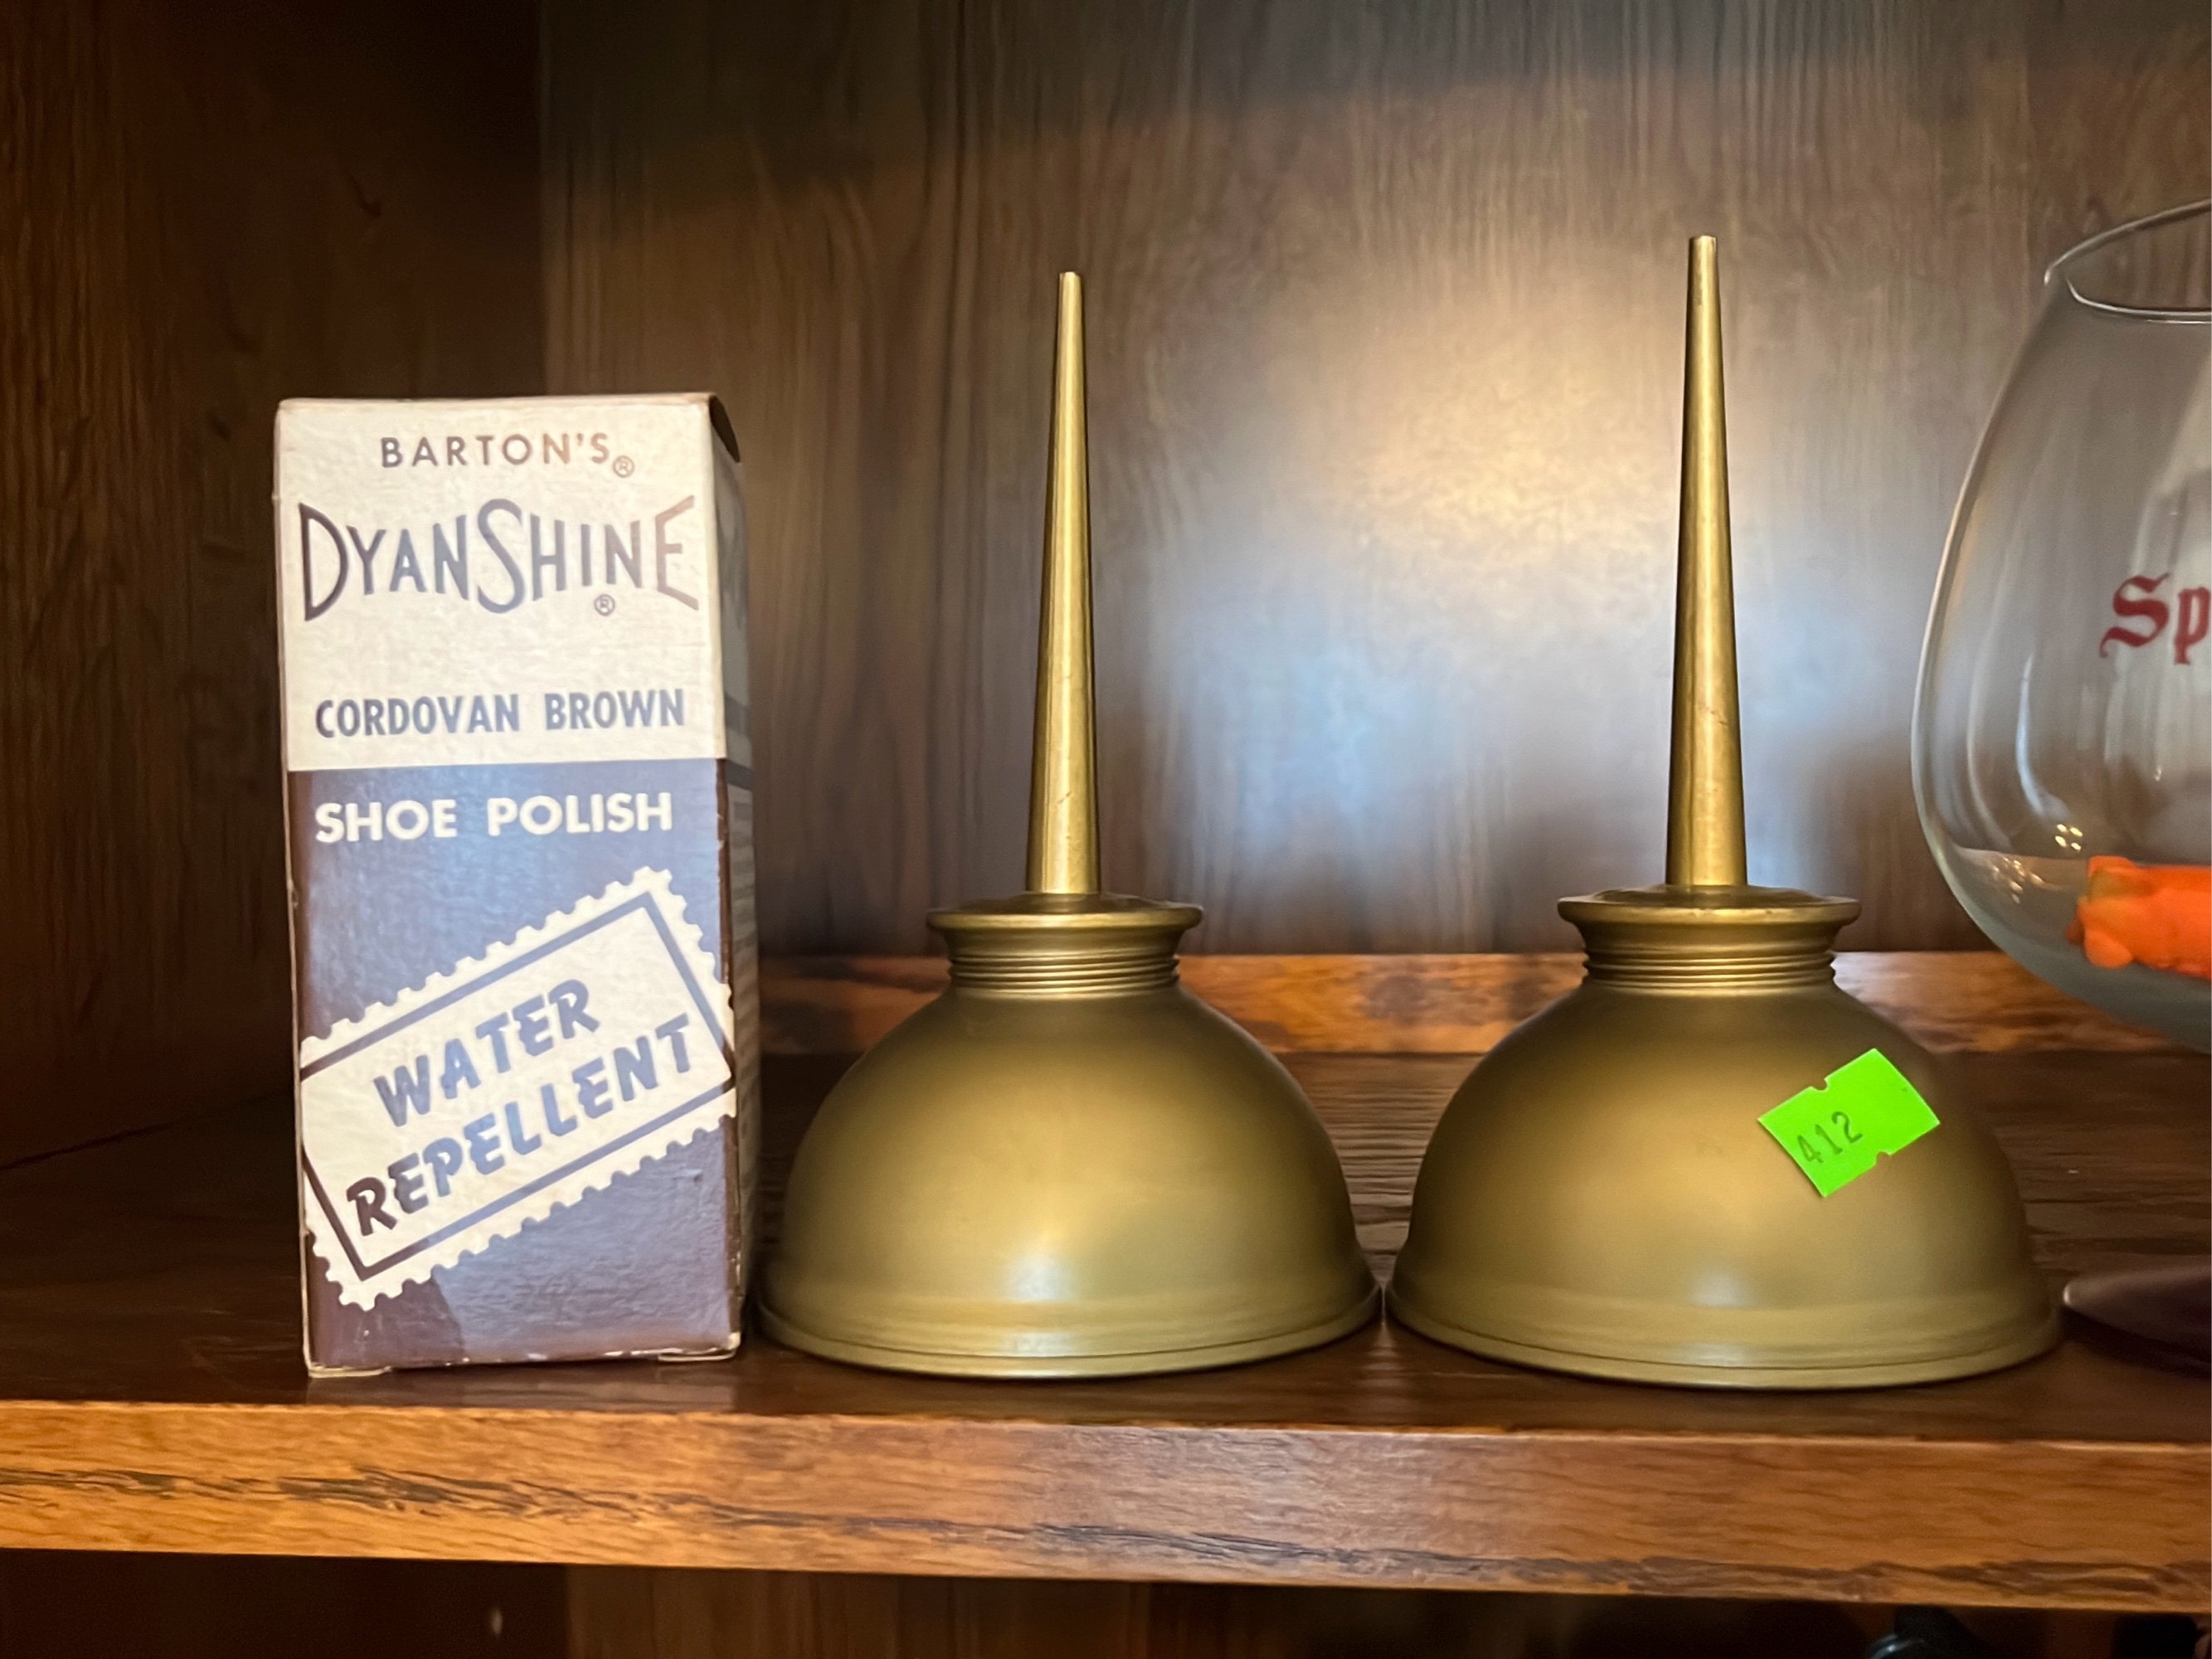 BARTON'S®
DYANSHINE®
CORDOVAN BROWN
SHOE POLISH
WATER
REPELLENT
412
Sp